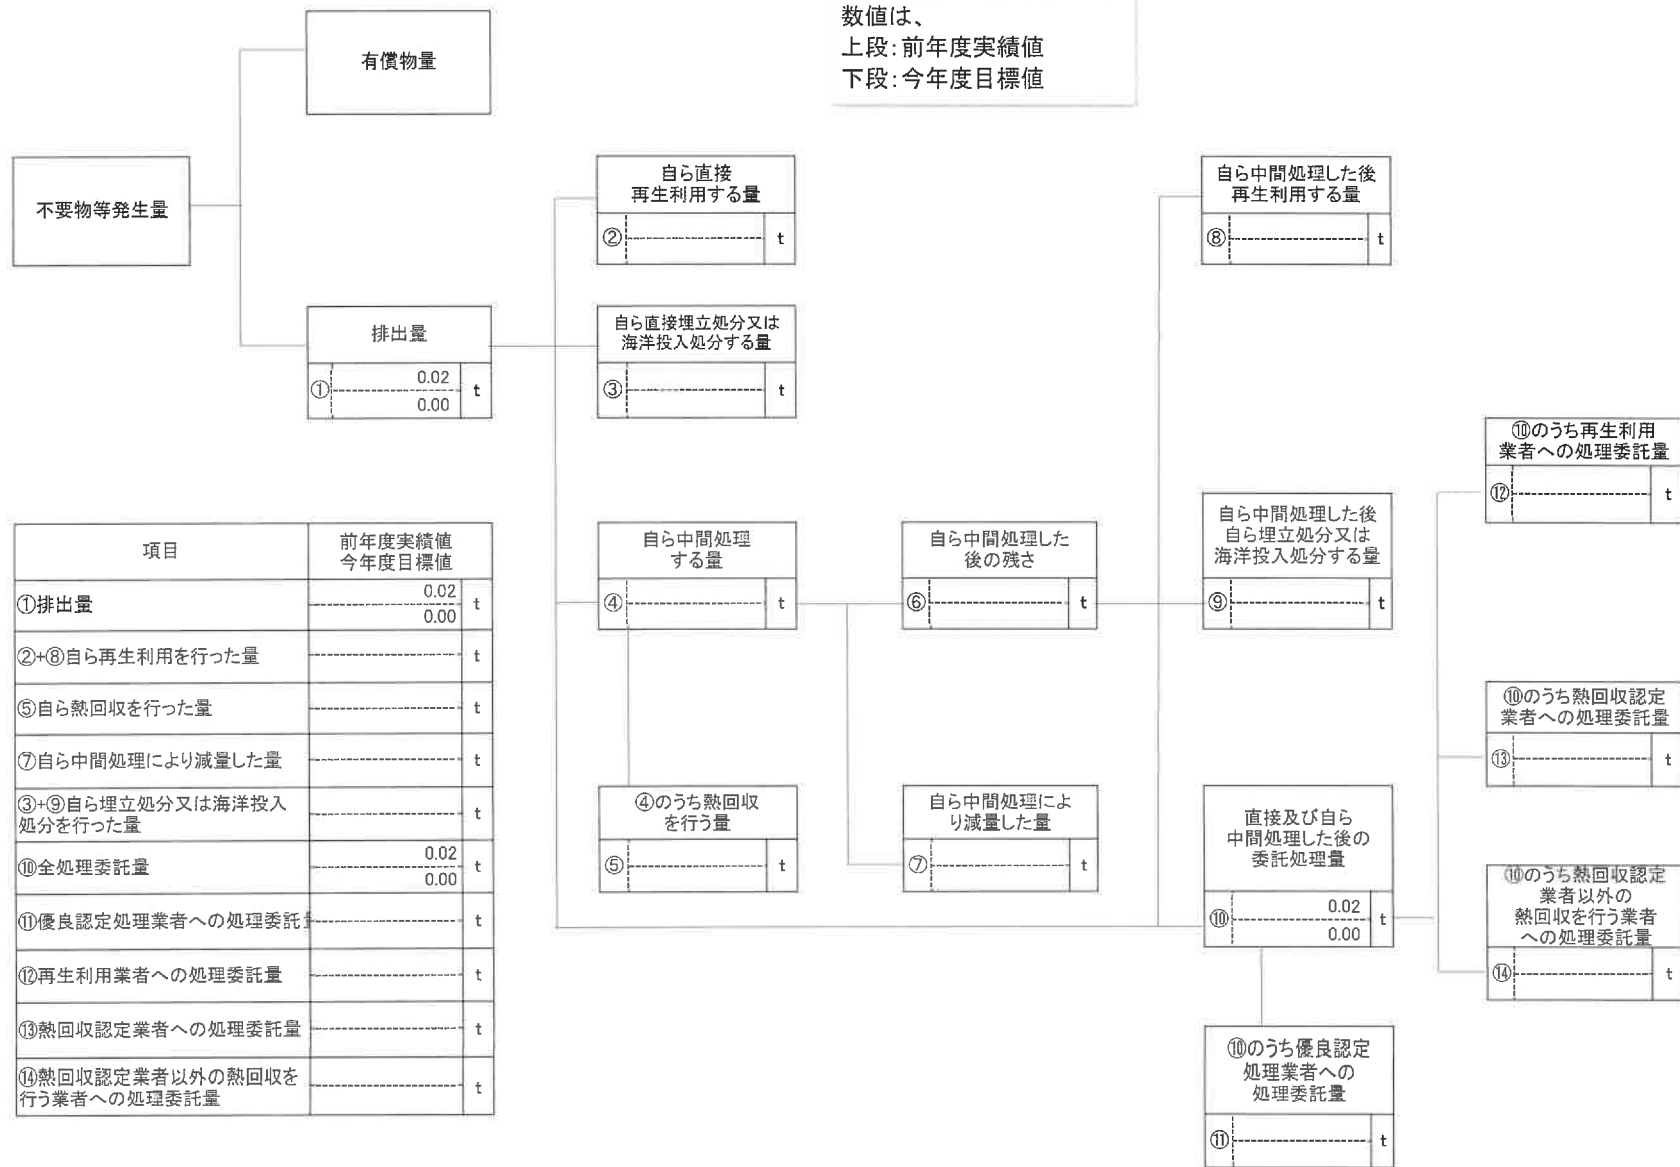 数値は、
上段:前年度実績値
下段:今年度目標値
有償物量
不要物等発生量
排出量
① 0.02 t
0.00
自ら直接
再生利用する量
② t
自ら直接埋立処分又は
海洋投入処分する量
③ t
自ら中間処理
する量
④ t
④のうち熱回収
を行う量
⑤ t
自ら中間処理した
後の残さ
⑥ t
自ら中間処理によ
り減量した量
⑦ t
自ら中間処理した後
再生利用する量
⑧ t
自ら中間処理した後
自ら埋立処分又は
海洋投入処分する量
⑨ t
直接及び自ら
中間処理した後の
委託処理量
⑩ 0.02 t
0.00
⑩のうち優良認定
処理業者への
処理委託量
⑪ t
⑩のうち再生利用
業者への処理委託量
⑫ t
⑩のうち熱回収認定
業者への処理委託量
⑬ t
⑩のうち熱回収認定
業者以外の
熱回収を行う業者
への処理委託量
⑭ t
項目 前年度実績値
今年度目標値
①排出量 0.02 t
0.00
②+⑧自ら再生利用を行った量 t
⑤自ら熱回収を行った量 t
⑦自ら中間処理により減量した量 t
③+⑨自ら埋立処分又は海洋投入
処分を行った量 t
⑩全処理委託量 0.02 t
0.00
⑪優良認定処理業者への処理委託 t
⑫再生利用業者への処理委託量 t
⑬熱回収認定業者への処理委託量 t
⑭熱回収認定業者以外の熱回収を
行う業者への処理委託量 t